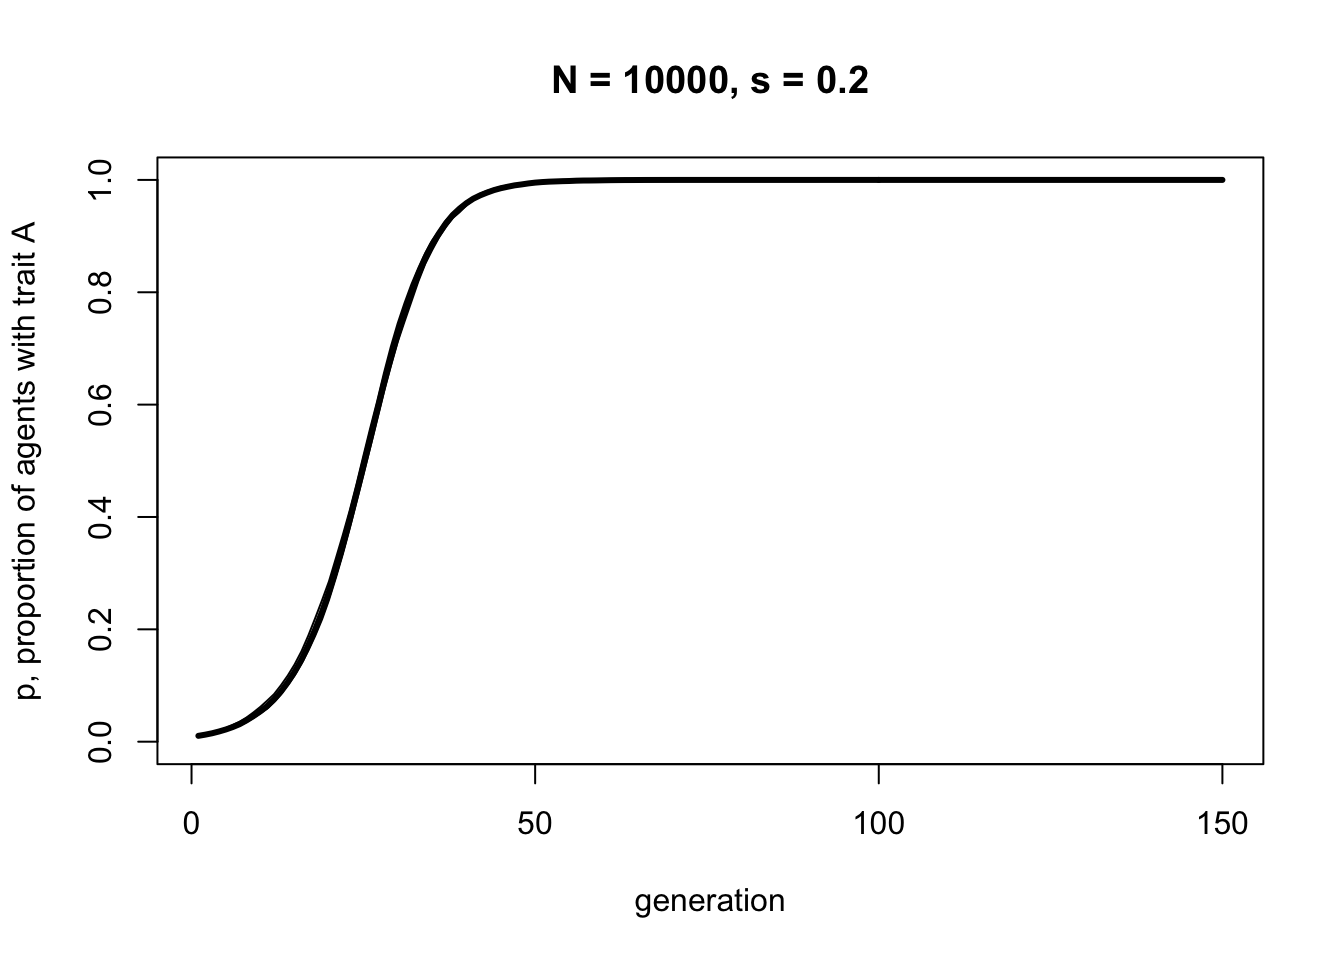 N = 10000, s = 0.2
p, proportion of agents with trait A
1.0
0.8
0.6
0.4
0.2
0.0
0 50 100 150
generation